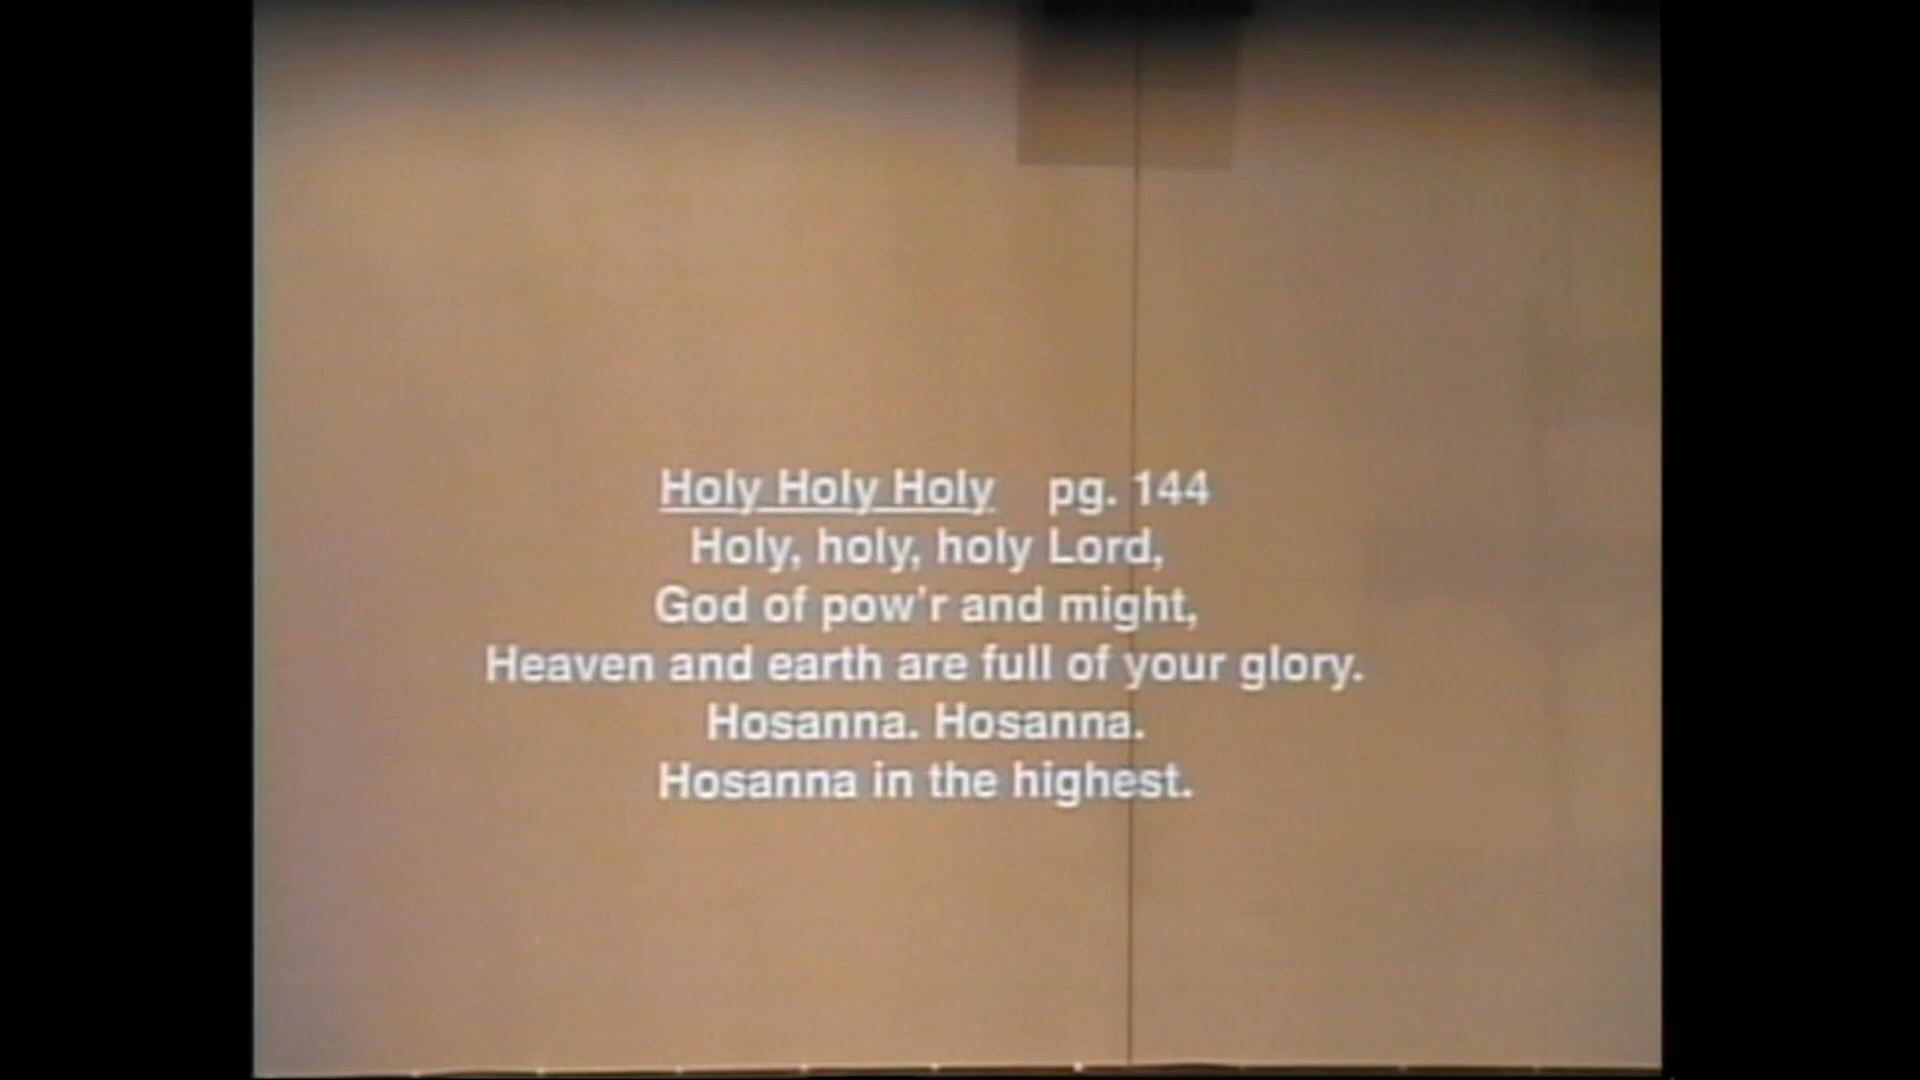 Holy Holy Holy pg. 144
Holy, holy, holy Lord,
God of pow'r and might,
Heaven and earth are full of your glory.
Hosanna. Hosanna.
Hosanna in the highest.